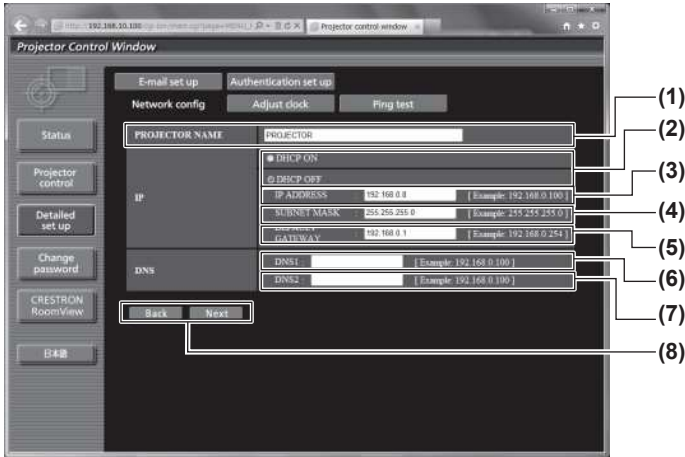 192.168.10.100
Projector control window
Projector Control Window
E-mail set up
Authentication set up
Network config
Adjust clock
Ping test
(1)
Status
PROJECTOR NAME
PROJECTOR
(2)
DHCP ON
Projector control
DHCP OFF
(3)
IP
IP ADDRESS : 192.168.0.8 [ Example: 192.168.0.100 ]
(4)
SUBNET MASK : 255.255.255.0 [ Example: 255.255.255.0 ]
Detailed set up
GATEWAY : 192.168.0.1 [ Example: 192.168.0.254 ]
(5)
Change password
DNS
DNS1 : [ Example: 192.168.0.100 ]
(6)
DNS2 : [ Example: 192.168.0.100 ]
(7)
CRESTRON RoomView
Back
Next
(8)
日本語